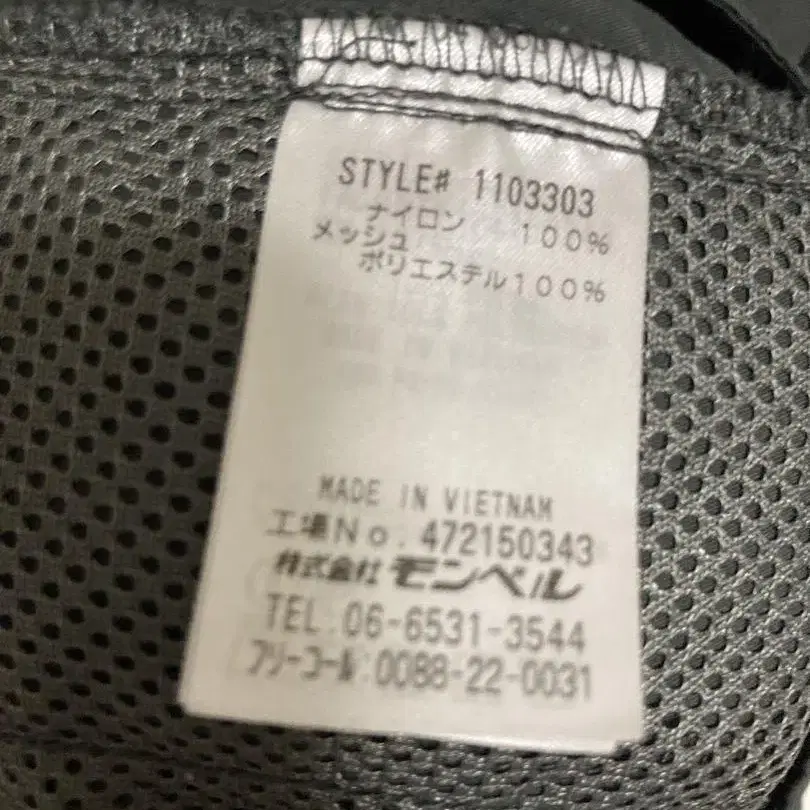 STYLE# 1103303
ナイロン 100%
メッシュ
ポリエステル100%
MADE IN VIETNAM
工場No.472150343
株式会社 モンベル
TEL.06-6531-3544
フリーコール:0088-22-0031